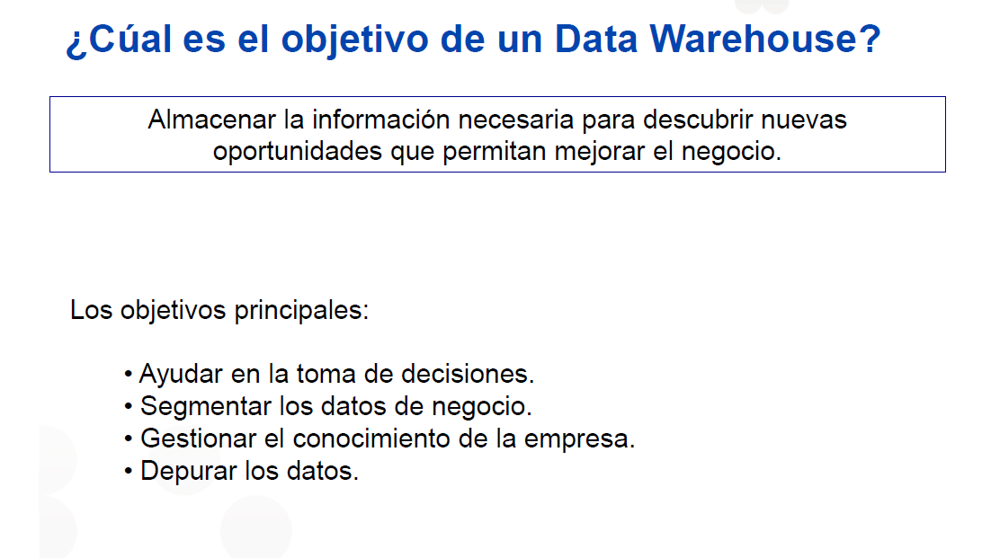 ¿Cúal es el objetivo de un Data Warehouse?
Almacenar la información necesaria para descubrir nuevas
oportunidades que permitan mejorar el negocio.
Los objetivos principales:
• Ayudar en la toma de decisiones.
• Segmentar los datos de negocio.
• Gestionar el conocimiento de la empresa.
• Depurar los datos.